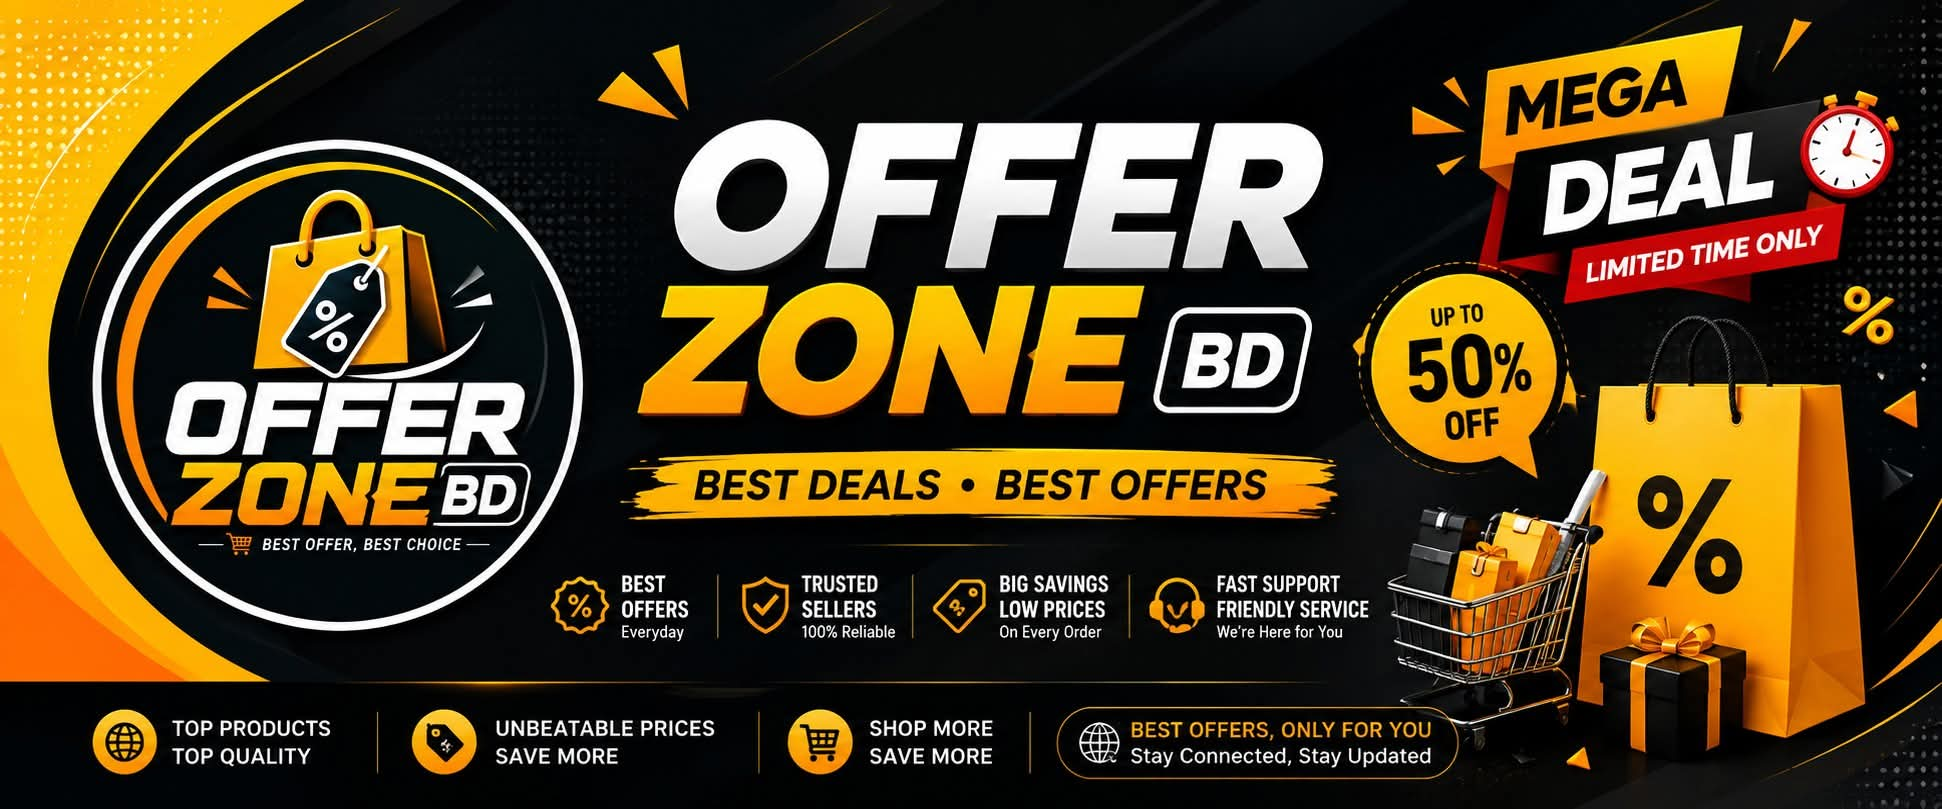 %
OFFER
ZONE BD
BEST OFFER, BEST CHOICE
OFFER
ZONE BD
BEST DEALS • BEST OFFERS
%
BEST
OFFERS
Everyday
TRUSTED
SELLERS
100% Reliable
BIG SAVINGS
LOW PRICES
On Every Order
FAST SUPPORT
FRIENDLY SERVICE
We're Here for You
MEGA
DEAL
LIMITED TIME ONLY
UP TO
50%
OFF
%
%
TOP PRODUCTS
TOP QUALITY
UNBEATABLE PRICES
SAVE MORE
SHOP MORE
SAVE MORE
BEST OFFERS, ONLY FOR YOU
Stay Connected, Stay Updated